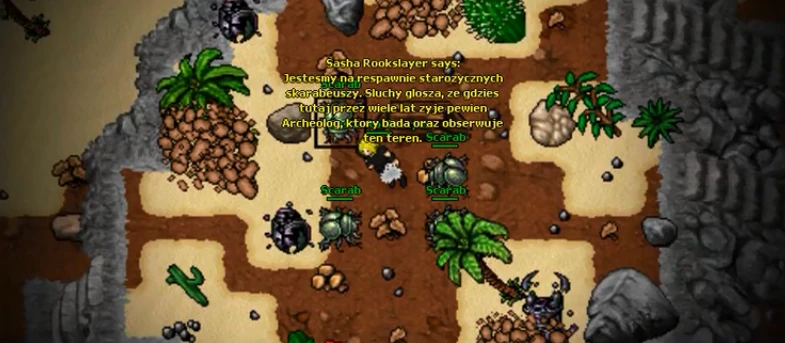 Sasha Rookslayer says:
Jestesmy na respawnie starozycznych
Scarab
skarabeuszy. Sluchy glosza, ze gdzies
tutaj przez wiele lat zyje pewien
Archeolog, ktory bada oraz obserwuje
ten teren.
Scarab
Scarab
Scarab